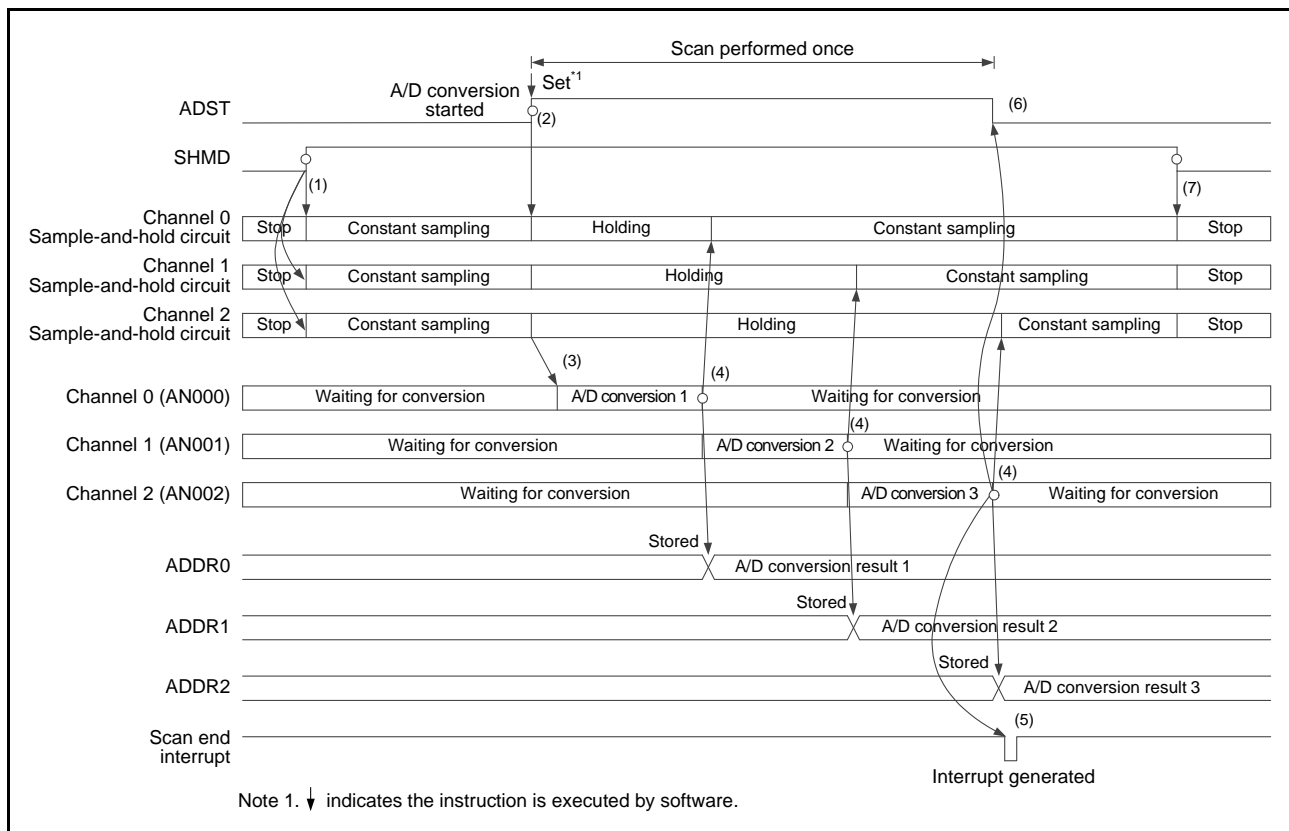 Scan performed once
Set*1
A/D conversion
started
ADST
(2)
(6)
SHMD
(1)
(7)
Channel 0
Sample-and-hold circuit
Stop
Constant sampling
Holding
Constant sampling
Stop
Channel 1
Sample-and-hold circuit
Stop
Constant sampling
Holding
Constant sampling
Stop
Channel 2
Sample-and-hold circuit
Stop
Constant sampling
Holding
Constant sampling
Stop
(3)
(4)
Channel 0 (AN000)
Waiting for conversion
A/D conversion 1
Waiting for conversion
(4)
Channel 1 (AN001)
Waiting for conversion
A/D conversion 2
Waiting for conversion
(4)
Channel 2 (AN002)
Waiting for conversion
A/D conversion 3
Waiting for conversion
Stored
ADDR0
A/D conversion result 1
Stored
ADDR1
A/D conversion result 2
Stored
ADDR2
A/D conversion result 3
(5)
Scan end
interrupt
Interrupt generated
Note 1. ↓ indicates the instruction is executed by software.